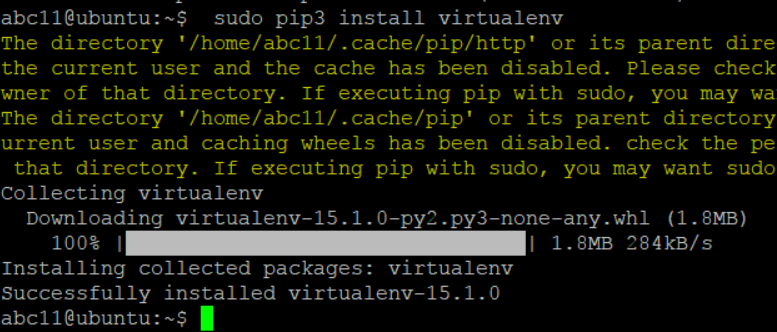 abc11@ubuntu:~$  sudo pip3 install virtualenv
The directory '/home/abc11/.cache/pip/http' or its parent dire
the current user and the cache has been disabled. Please check
wner of that directory. If executing pip with sudo, you may wa
The directory '/home/abc11/.cache/pip' or its parent directory
urrent user and caching wheels has been disabled. check the pe
 that directory. If executing pip with sudo, you may want sudo
Collecting virtualenv
  Downloading virtualenv-15.1.0-py2.py3-none-any.whl (1.8MB)
    100% || 1.8MB 284kB/s
Installing collected packages: virtualenv
Successfully installed virtualenv-15.1.0
abc11@ubuntu:~$